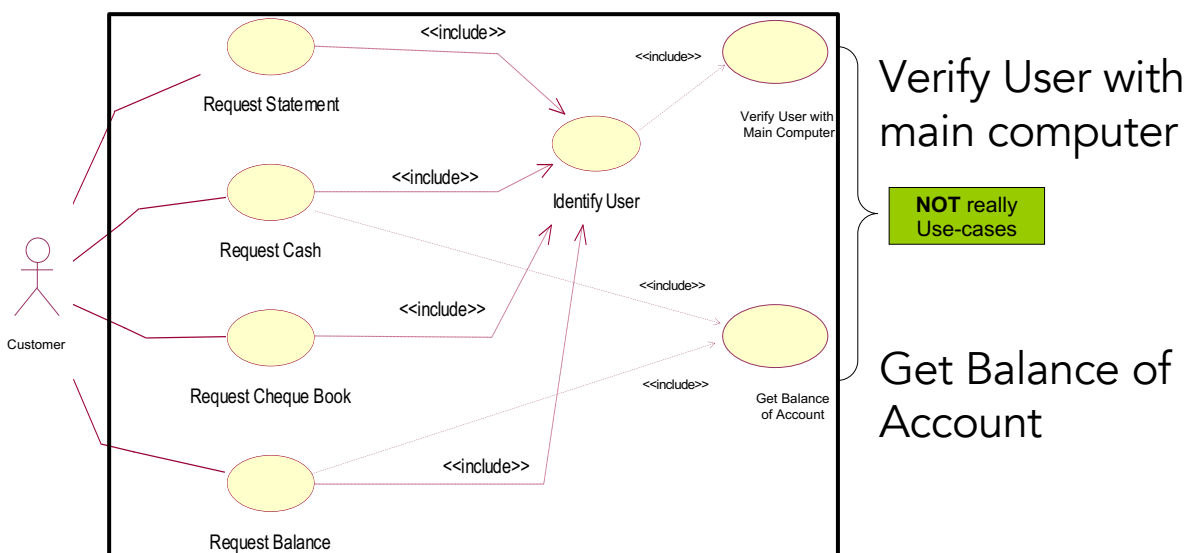 <<include>>
<<include>>
Request Statement
Verify User with
Main Computer
Verify User with
main computer
<<include>>
Identify User
NOT really
Use-cases
Request Cash
<<include>>
<<include>>
Customer
Request Cheque Book
<<include>>
Get Balance
of Account
Get Balance of
Account
<<include>>
Request Balance